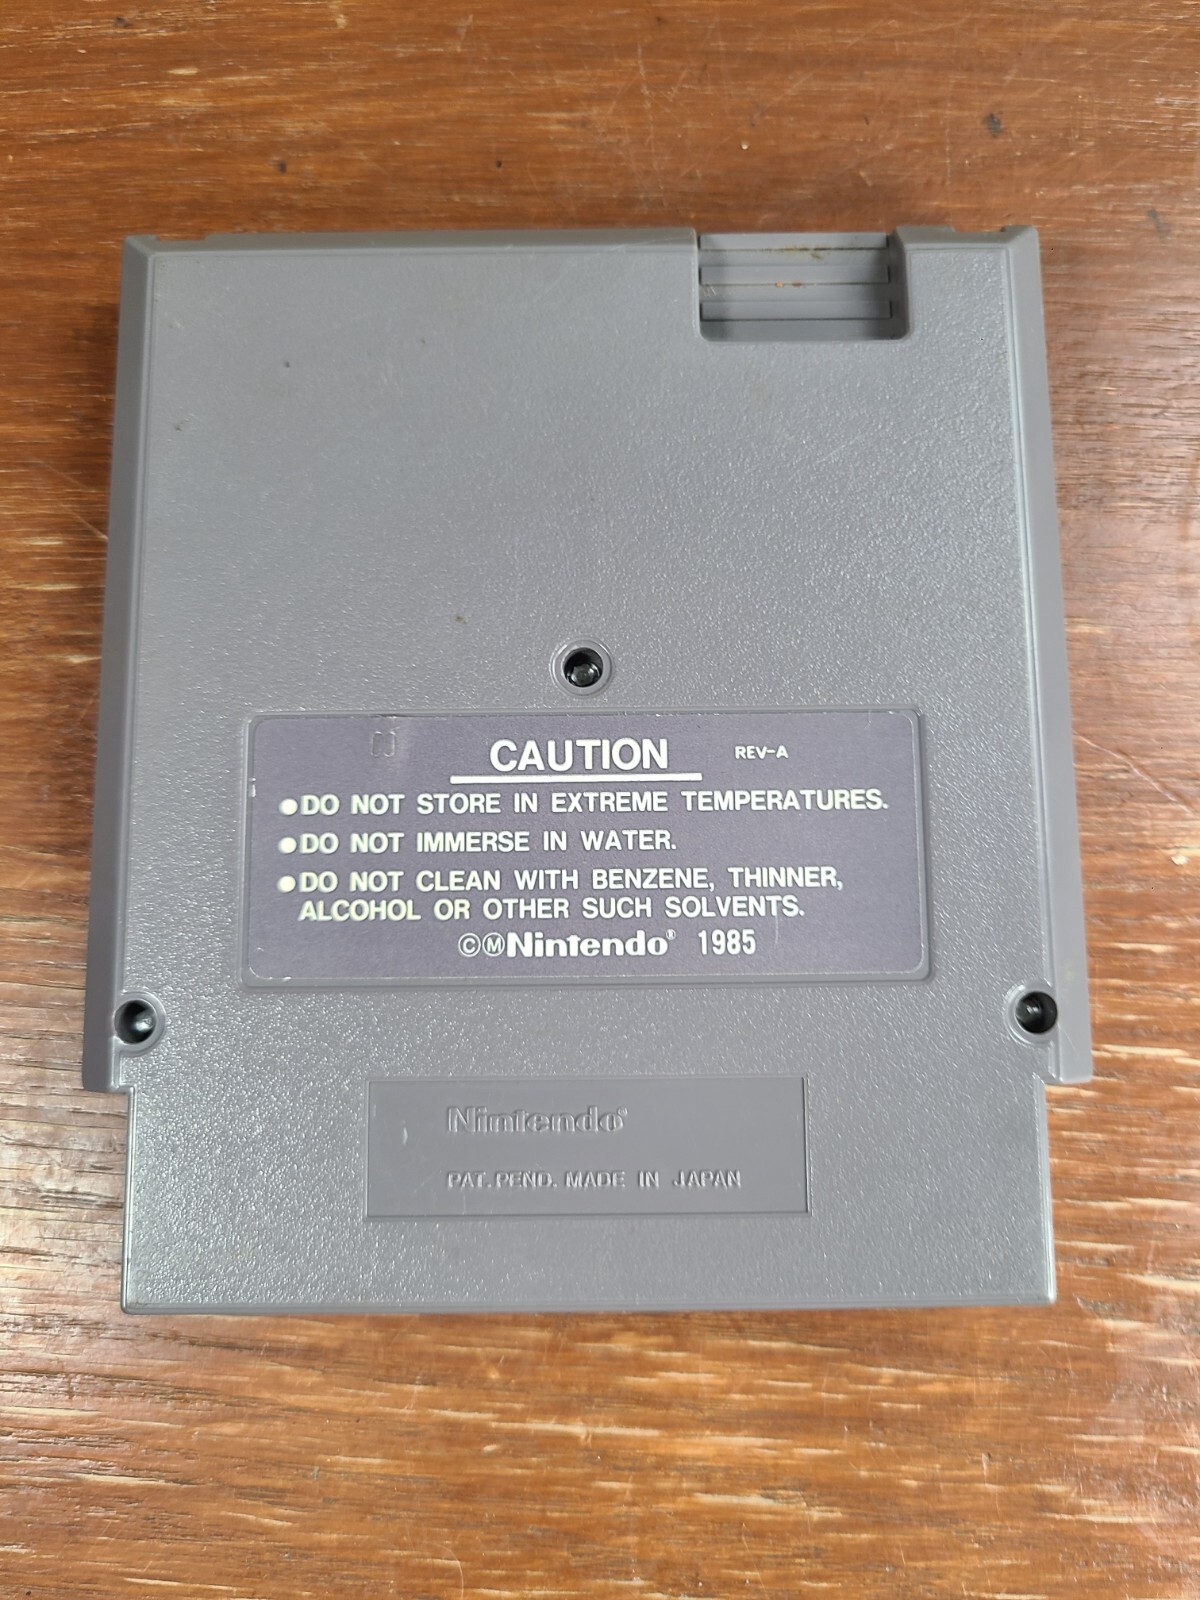 CAUTION REV-A
●DO NOT STORE IN EXTREME TEMPERATURES.
●DO NOT IMMERSE IN WATER.
●DO NOT CLEAN WITH BENZENE, THINNER,
ALCOHOL OR OTHER SUCH SOLVENTS.
©ⓂNintendo® 1985
Nintendo®
PAT. PEND. MADE IN JAPAN